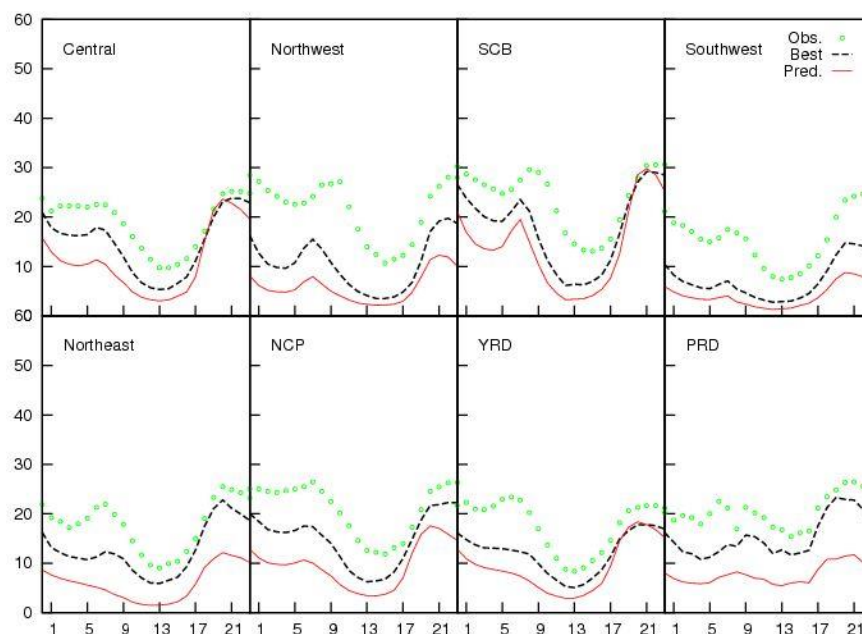 60
50
40
30
20
10
60
50
40
30
20
10
0
Central
Northwest
SCB
Southwest
Obs.
Best
Pred.
Northeast
NCP
YRD
PRD
1 5 9 13 17 21 1 5 9 13 17 21 1 5 9 13 17 21 1 5 9 13 17 21